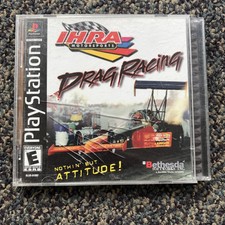 PlayStation
IHRA
MOTORSPORTS
DRAG RACING
NOTHIN' BUT
ATTITUDE!
E
Bethesda